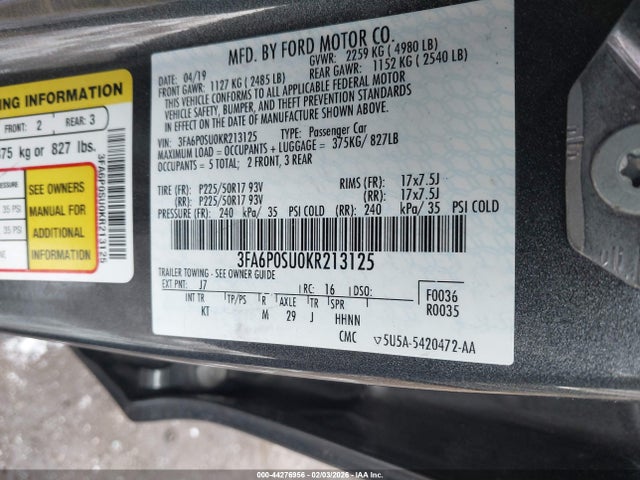 MFD. BY FORD MOTOR CO.
04/19
GVWR: 2259 KG ( 4980 LB)
FRONT GAWR: 1127 KG ( 2485 LB)
REAR GAWR: 1152 KG ( 2540 LB)
THIS VEHICLE CONFORMS TO ALL APPLICABLE FEDERAL MOTOR
VEHICLE SAFETY, BUMPER, AND THEFT PREVENTION STANDARDS
IN EFFECT ON THE DATE OF MANUFACTURE SHOWN ABOVE.
VIN: 3FA6P0SU0KR213125 TYPE: Passenger Car
MAXIMUM LOAD = OCCUPANTS + LUGGAGE = 375KG/ 827LB
OCCUPANTS = 5 TOTAL; 2 FRONT, 3 REAR
TIRE (FR): P225/50R17 93V RIMS (FR): 17x7.5J
(RR): P225/50R17 93V (RR): 17x7.5J
PRESSURE (FR): 240 kPa/ 35 PSI COLD (RR): 240 kPa/ 35 PSI COLD
3FA6P0SU0KR213125
TRAILER TOWING - SEE OWNER GUIDE
EXT PNT: J7 RC: 16 DSO:
F0036
R0035
INT TR TP/PS R AXLE TR SPR
KT M 29 J HHNN
CMC 5U5A-5420472-AA
ING INFORMATION
FRONT: 2 REAR: 3
375 kg or 827 lbs.
35 PSI
35 PSI
SEE OWNERS
MANUAL FOR
ADDITIONAL
INFORMATION
3FA6P0SU0KR213125
000-44276956 - 02/03/2026 - IAA Inc.